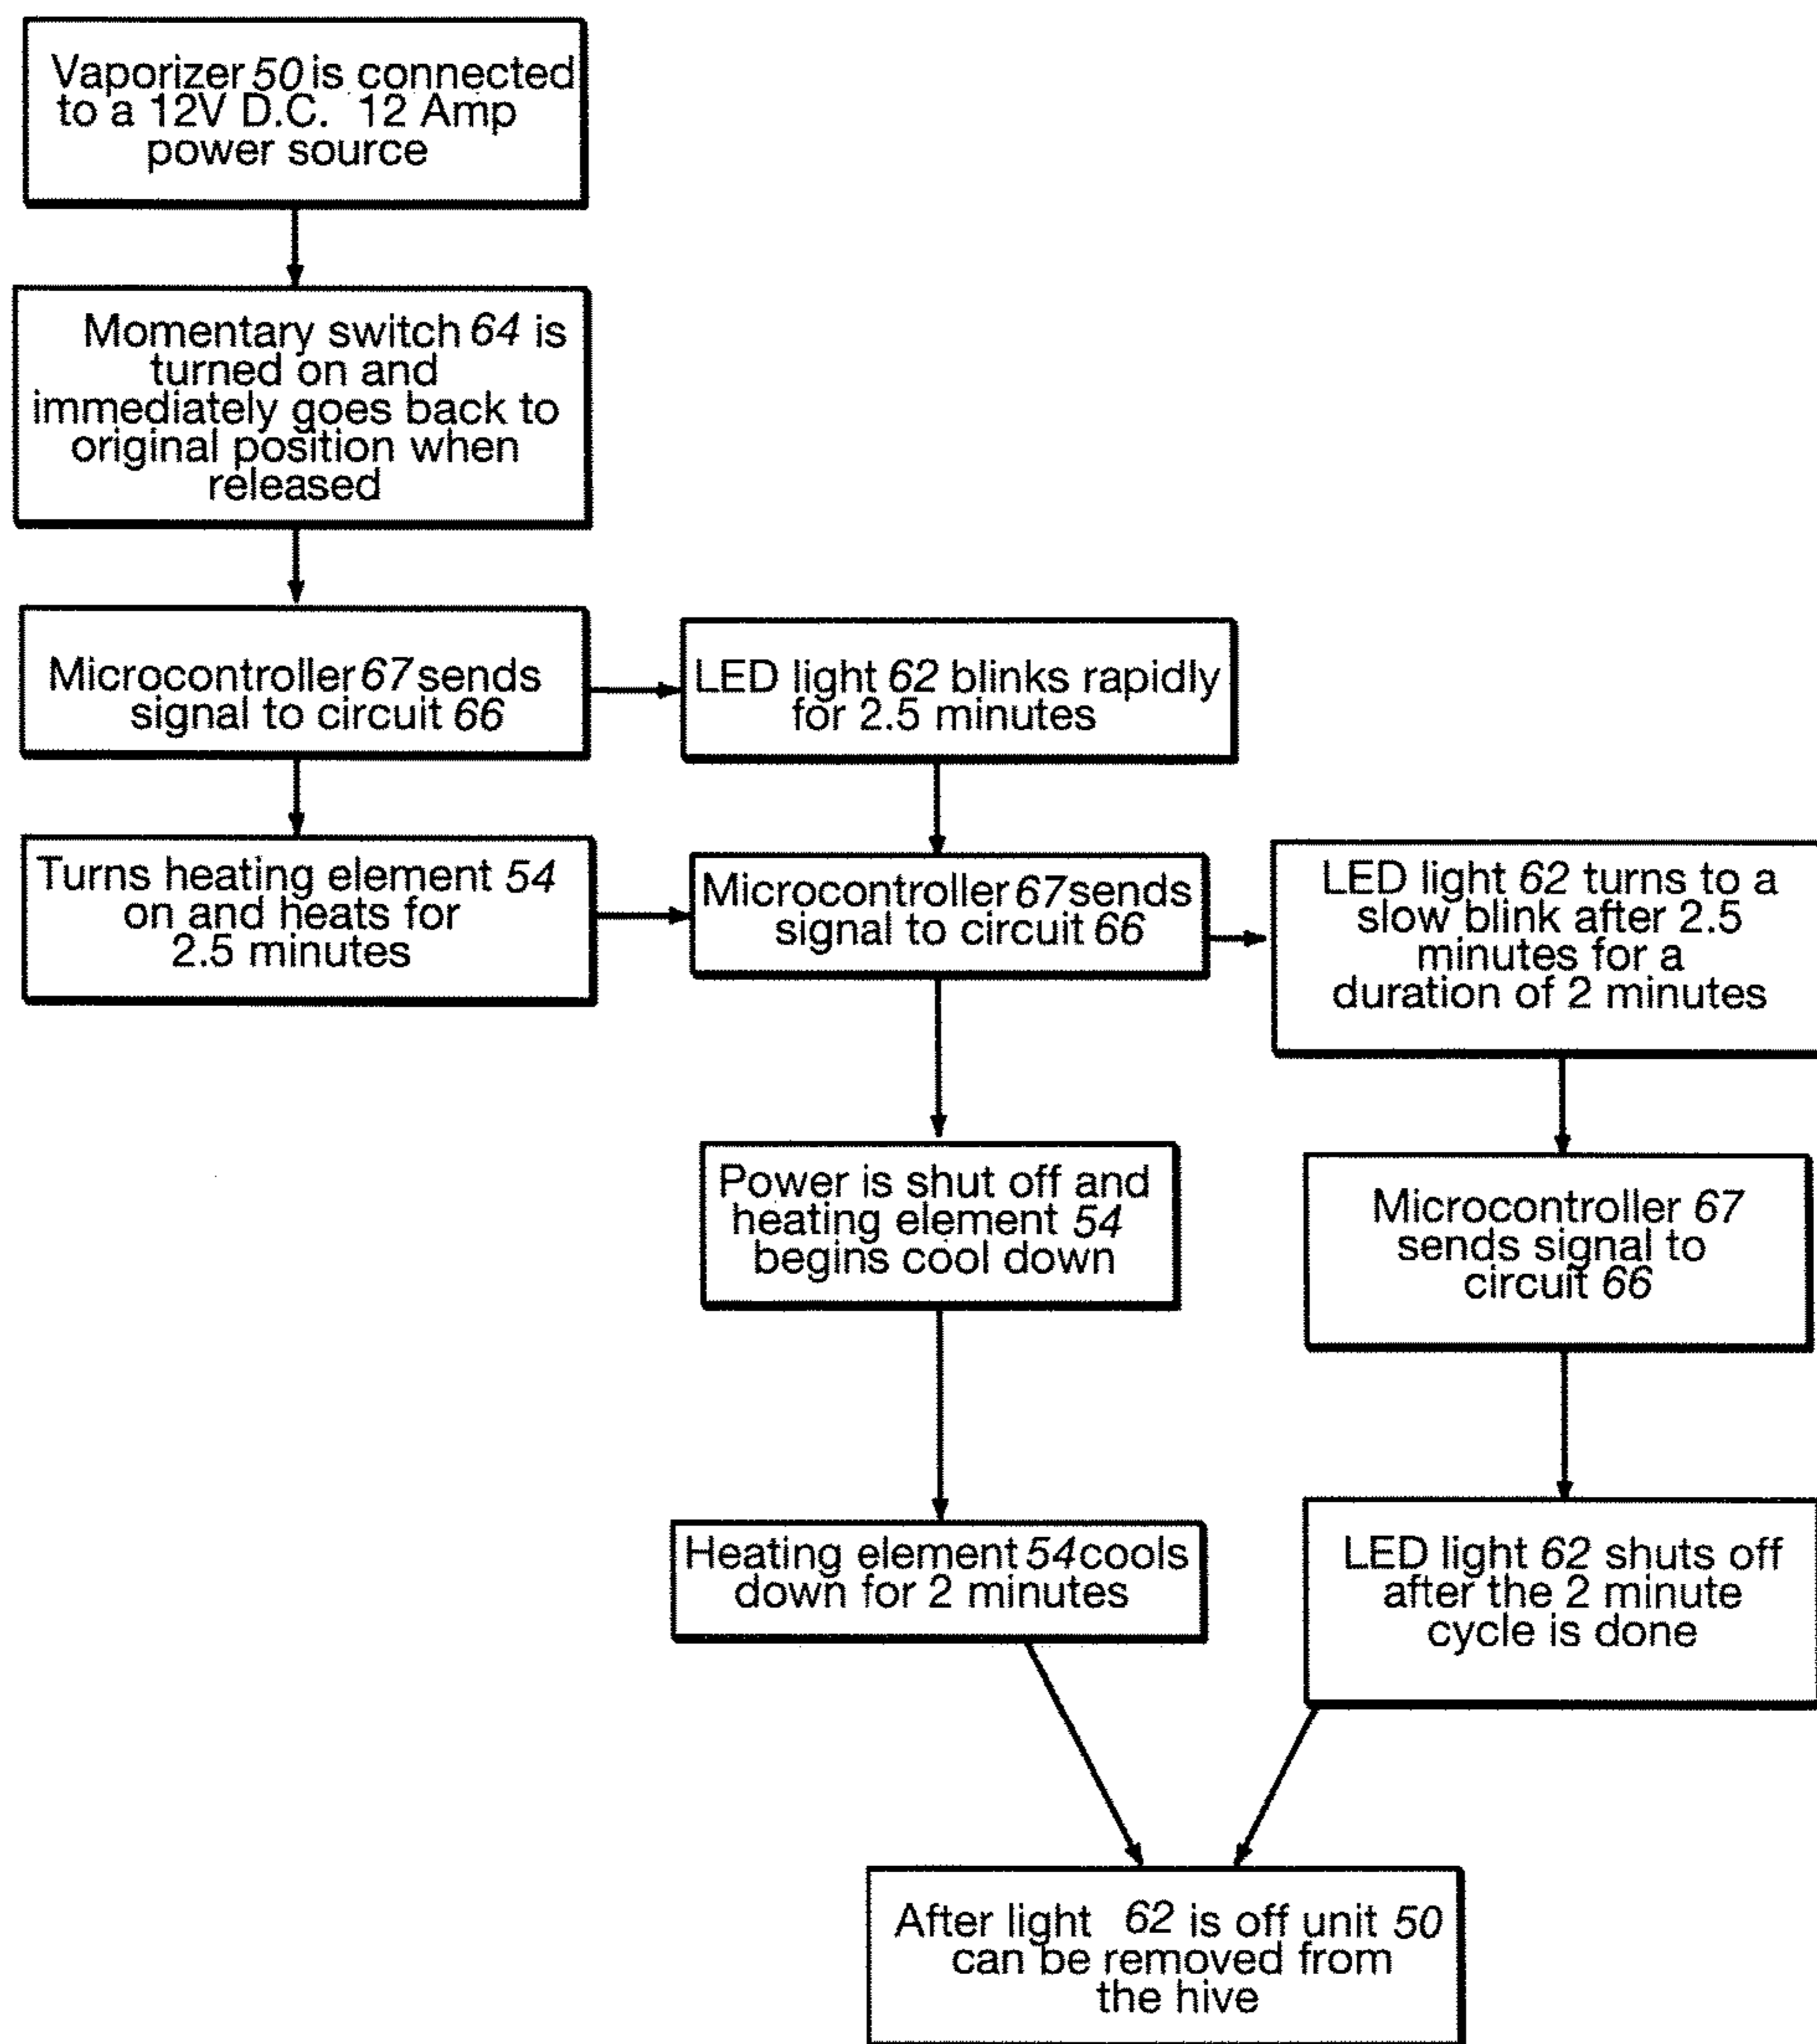 Vaporizer 50 is connected
to a 12V D.C. 12 Amp
power source
Momentary switch 64 is
turned on and
immediately goes back to
original position when
released
Microcontroller 67 sends
signal to circuit 66
LED light 62 blinks rapidly
for 2.5 minutes
Turns heating element 54
on and heats for
2.5 minutes
Microcontroller 67 sends
signal to circuit 66
LED light 62 turns to a
slow blink after 2.5
minutes for a
duration of 2 minutes
Power is shut off and
heating element 54
begins cool down
Microcontroller 67
sends signal to
circuit 66
Heating element 54 cools
down for 2 minutes
LED light 62 shuts off
after the 2 minute
cycle is done
After light 62 is off unit 50
can be removed from
the hive